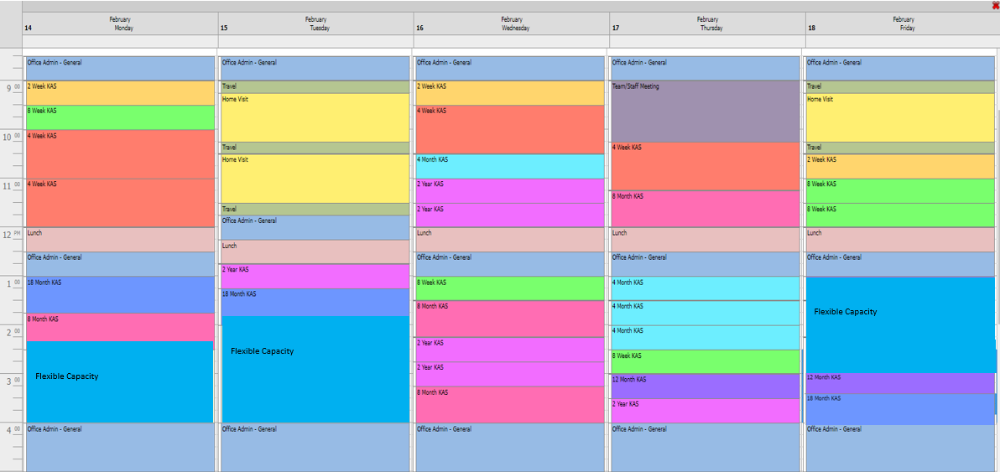 February February February February February
14 Monday 15 Tuesday 16 Wednesday 17 Thursday 18 Friday
9 00
10 00
11 00
12 PM
1 00
2 00
3 00
4 00
Office Admin - General
2 Week KAS
8 Week KAS
4 Week KAS
4 Week KAS
Lunch
Office Admin - General
18 Month KAS
8 Month KAS
Flexible Capacity
Office Admin - General
Office Admin - General
Travel
Home Visit
Travel
Home Visit
Travel
Office Admin - General
Lunch
2 Year KAS
18 Month KAS
Flexible Capacity
Office Admin - General
Office Admin - General
2 Week KAS
4 Week KAS
4 Month KAS
2 Year KAS
2 Year KAS
Lunch
Office Admin - General
8 Week KAS
8 Month KAS
2 Year KAS
2 Year KAS
8 Month KAS
Office Admin - General
Office Admin - General
Team/Staff Meeting
4 Week KAS
8 Month KAS
Lunch
Office Admin - General
4 Month KAS
4 Month KAS
4 Month KAS
8 Week KAS
12 Month KAS
2 Year KAS
Office Admin - General
Office Admin - General
Travel
Home Visit
Travel
2 Week KAS
8 Week KAS
8 Week KAS
Lunch
Office Admin - General
Flexible Capacity
12 Month KAS
18 Month KAS
Office Admin - General